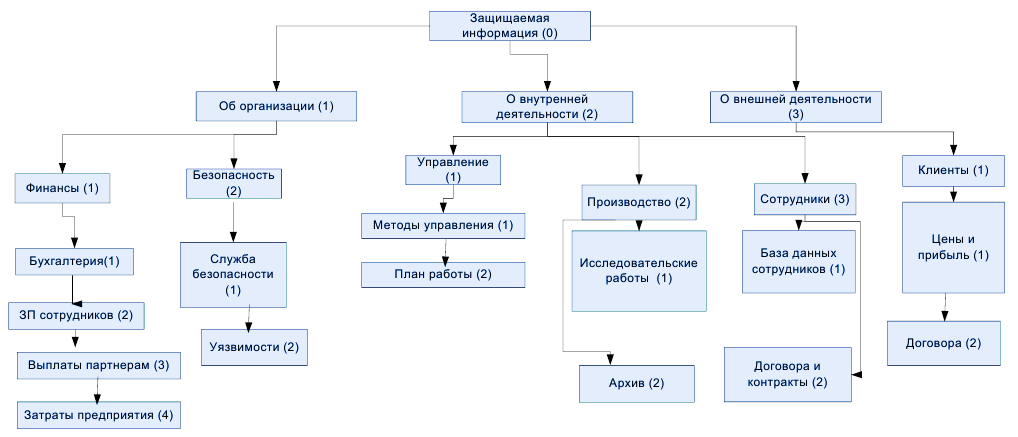 Защищаемая
информация (0)
Об организации (1)
О внутренней
деятельности (2)
О внешней деятельности
(3)
Финансы (1)
Безопасность
(2)
Управление
(1)
Производство (2)
Сотрудники (3)
Клиенты (1)
Бухгалтерия(1)
Служба
безопасности
(1)
Методы управления (1)
План работы (2)
Исследовательские
работы (1)
База данных
сотрудников (1)
Цены и
прибыль (1)
ЗП сотрудников (2)
Уязвимости (2)
Договора (2)
Выплаты партнерам (3)
Архив (2)
Договора и
контракты (2)
Затраты предприятия (4)